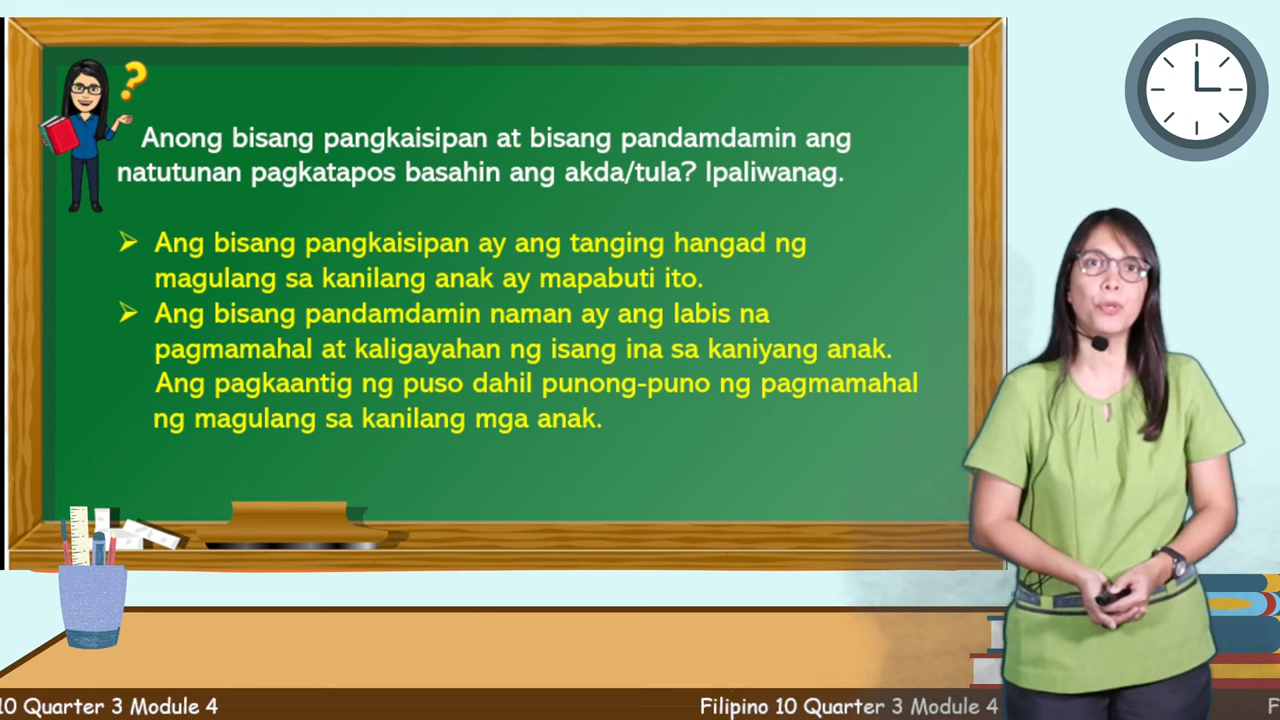 ?
Anong bisang pangkaisipan at bisang pandamdamin ang
natutunan pagkatapos basahin ang akda/tula? Ipaliwanag.
➢ Ang bisang pangkaisipan ay ang tanging hangad ng
magulang sa kanilang anak ay mapabuti ito.
➢ Ang bisang pandamdamin naman ay ang labis na
pagmamahal at kaligayahan ng isang ina sa kaniyang anak.
Ang pagkaantig ng puso dahil punong-puno ng pagmamahal
ng magulang sa kanilang mga anak.
10 Quarter 3 Module 4
Filipino 10 Quarter 3 Module 4
F